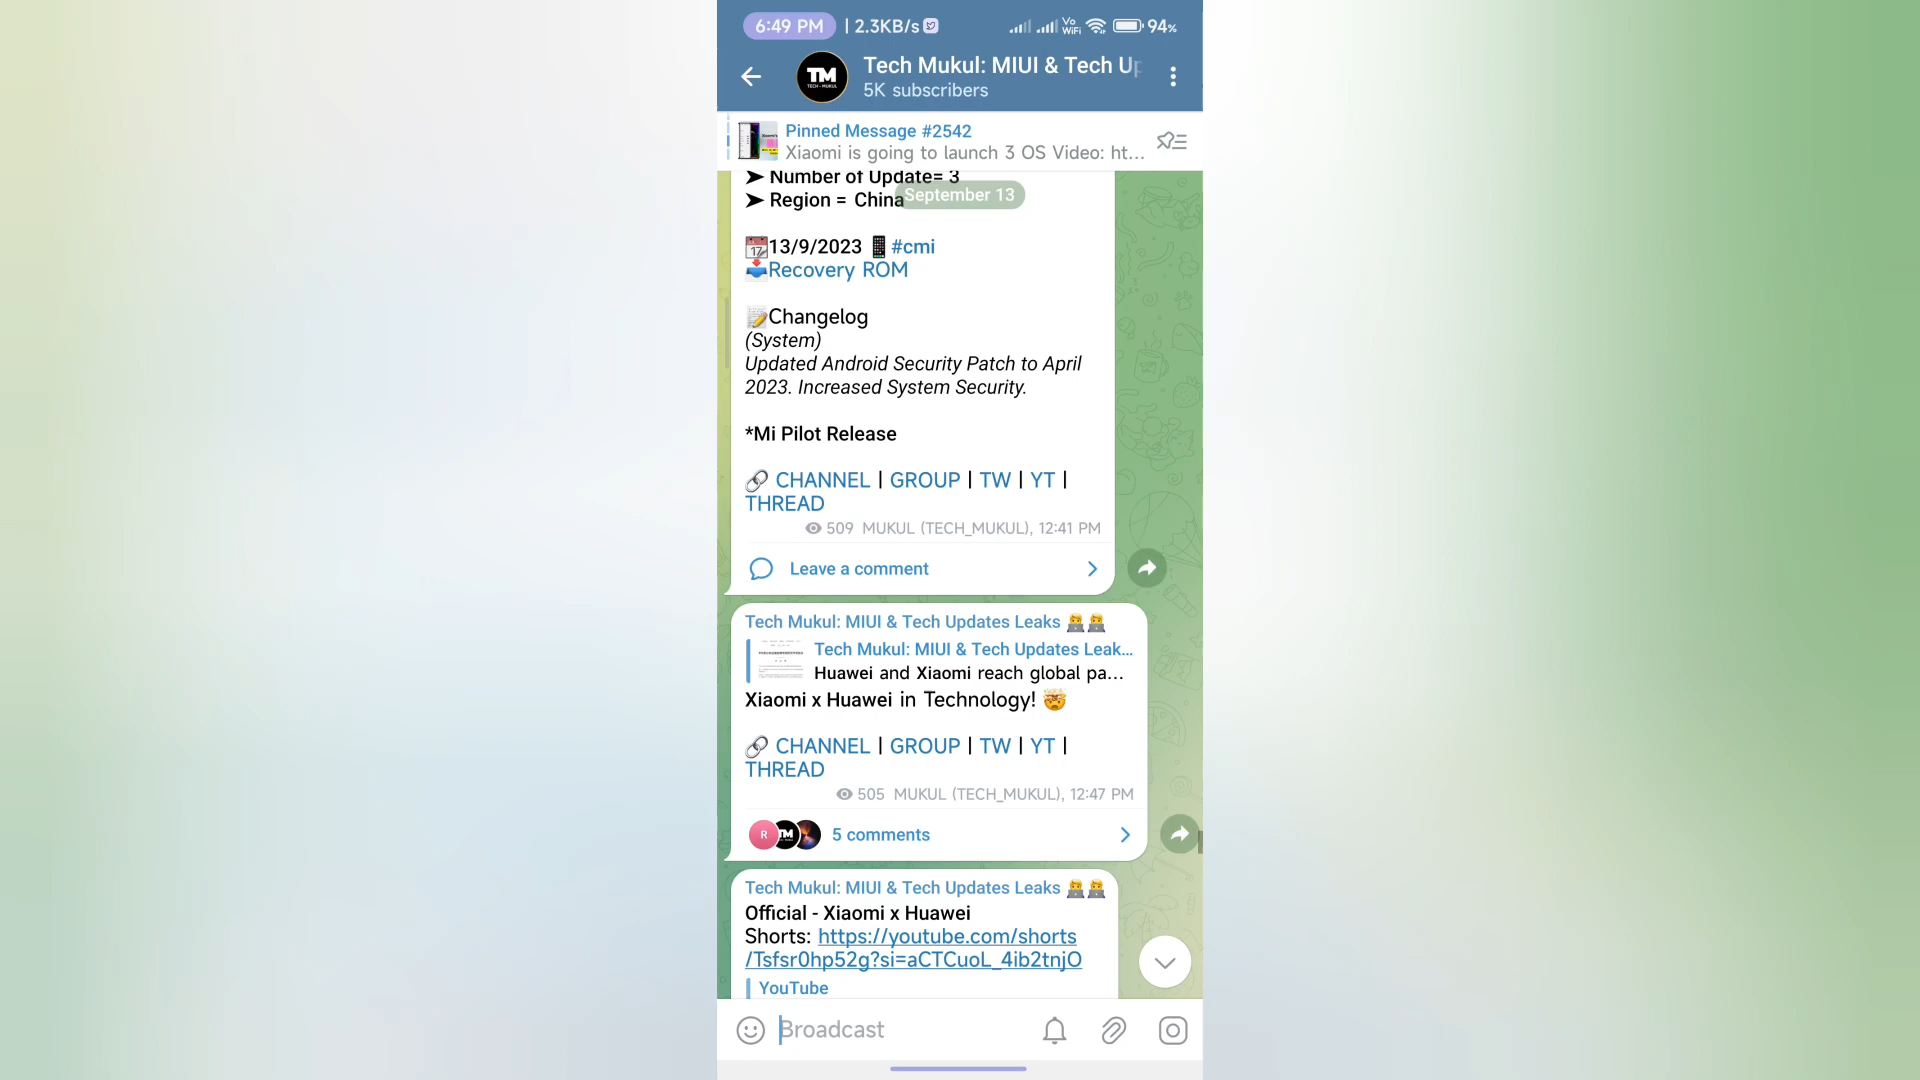 6:49 PM | 2.3KB/s Vo WiFi 94%
TM
TECH - MUKUL
Tech Mukul: MIUI & Tech Up
5K subscribers
Pinned Message #2542
Xiaomi is going to launch 3 OS Video: ht...
➤ Number of Update= 3
➤ Region = China
September 13
📅13/9/2023 📱#cmi
📥Recovery ROM
📝Changelog
(System)
Updated Android Security Patch to April
2023. Increased System Security.
*Mi Pilot Release
🔗 CHANNEL | GROUP | TW | YT |
THREAD
509 MUKUL (TECH_MUKUL), 12:41 PM
Leave a comment
Tech Mukul: MIUI & Tech Updates Leaks 👨‍💻👨‍💻
Tech Mukul: MIUI & Tech Updates Leak...
Huawei and Xiaomi reach global pa...
Xiaomi x Huawei in Technology! 🤯
🔗 CHANNEL | GROUP | TW | YT |
THREAD
505 MUKUL (TECH_MUKUL), 12:47 PM
R TM 5 comments
Tech Mukul: MIUI & Tech Updates Leaks 👨‍💻👨‍💻
Official - Xiaomi x Huawei
Shorts: https://youtube.com/shorts
/Tsfsr0hp52g?si=aCTCuoL_4ib2tnjO
YouTube
Broadcast